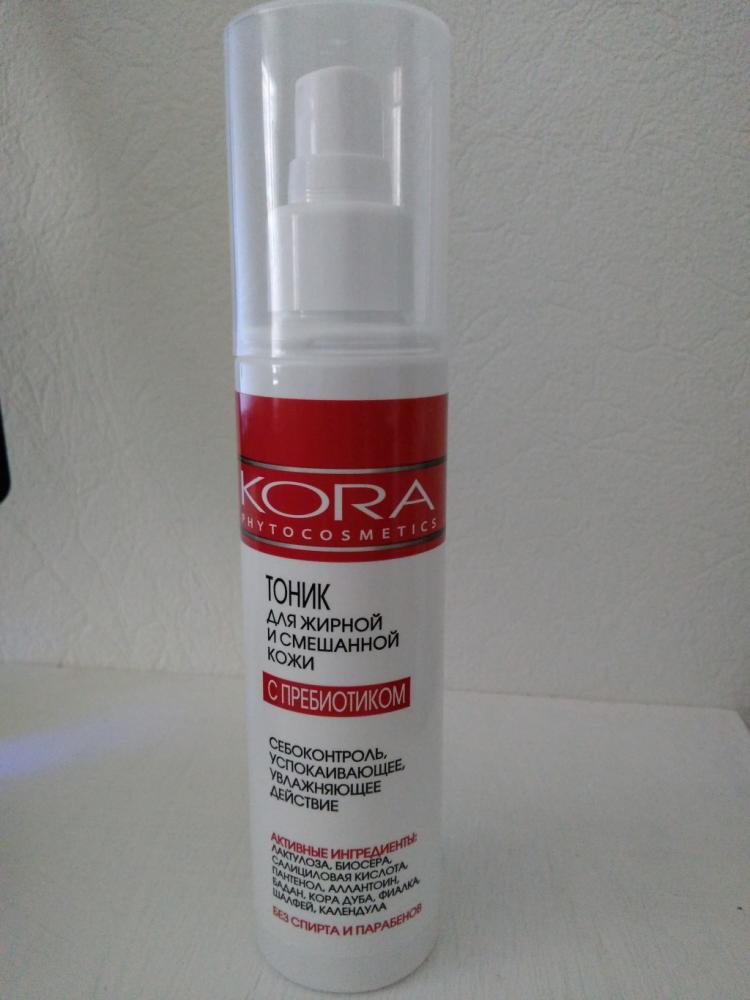 KORA
PHYTOCOSMETICS
ТОНИК
ДЛЯ ЖИРНОЙ
И СМЕШАННОЙ
КОЖИ
С ПРЕБИОТИКОМ
СЕБОКОНТРОЛЬ,
УСПОКАИВАЮЩЕЕ,
УВЛАЖНЯЮЩЕЕ
ДЕЙСТВИЕ
АКТИВНЫЕ ИНГРЕДИЕНТЫ:
ЛАКТУЛОЗА, БИОСЕРА,
САЛИЦИЛОВАЯ КИСЛОТА,
ПАНТЕНОЛ, АЛЛАНТОИН,
БАДАН, КОРА ДУБА, ФИАЛКА,
ШАЛФЕЙ, КАЛЕНДУЛА
БЕЗ СПИРТА И ПАРАБЕНОВ